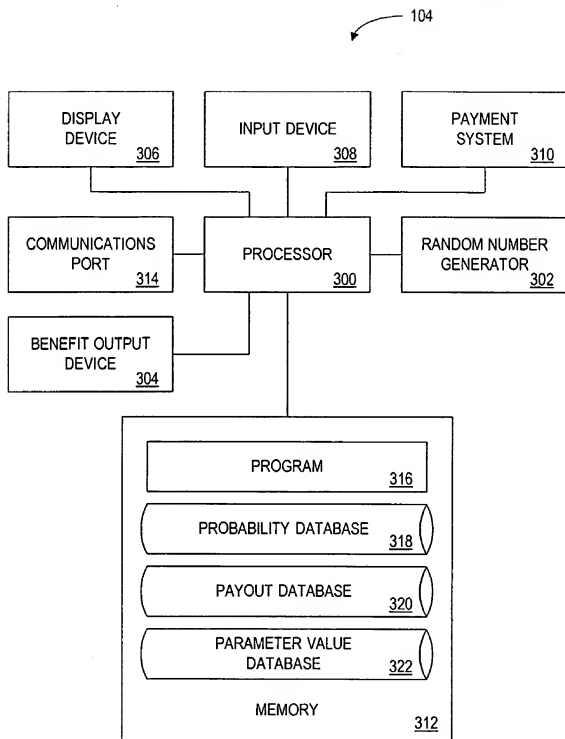 104
DISPLAY
DEVICE
306
INPUT DEVICE
308
PAYMENT
SYSTEM
310
COMMUNICATIONS
PORT
314
PROCESSOR
300
RANDOM NUMBER
GENERATOR
302
BENEFIT OUTPUT
DEVICE
304
PROGRAM
316
PROBABILITY DATABASE
318
PAYOUT DATABASE
320
PARAMETER VALUE
DATABASE
322
MEMORY
312